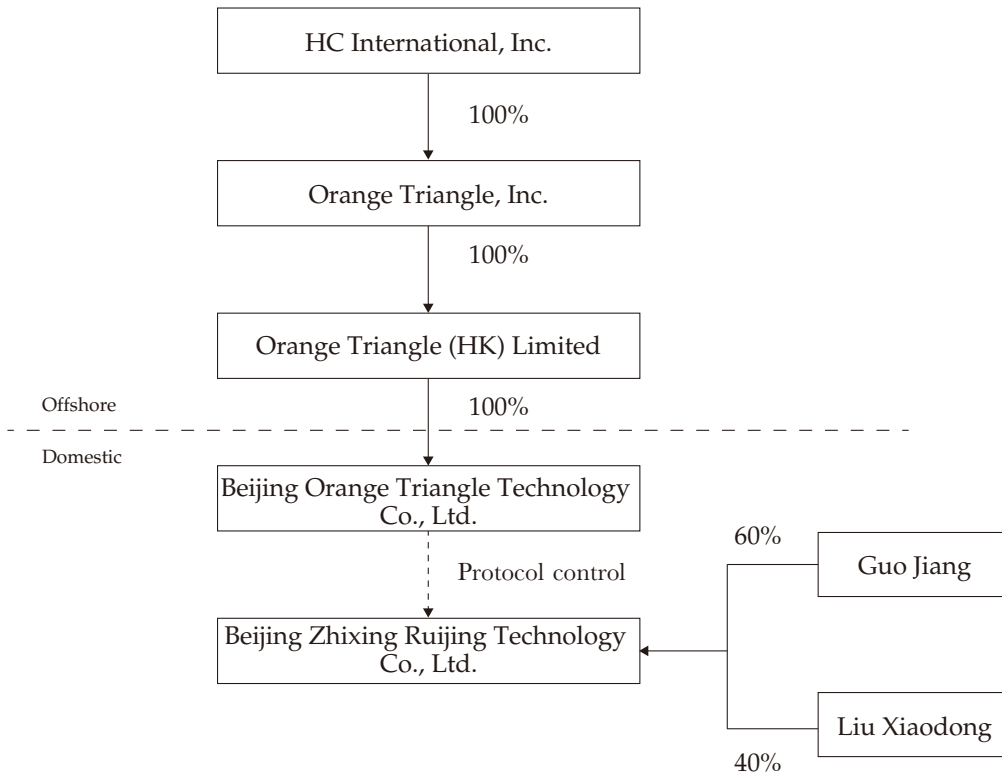 HC International, Inc.
100%
Orange Triangle, Inc.
100%
Orange Triangle (HK) Limited
Offshore
100%
Domestic
Beijing Orange Triangle Technology
Co., Ltd.
60%
Guo Jiang
Protocol control
Beijing Zhixing Ruijing Technology
Co., Ltd.
Liu Xiaodong
40%